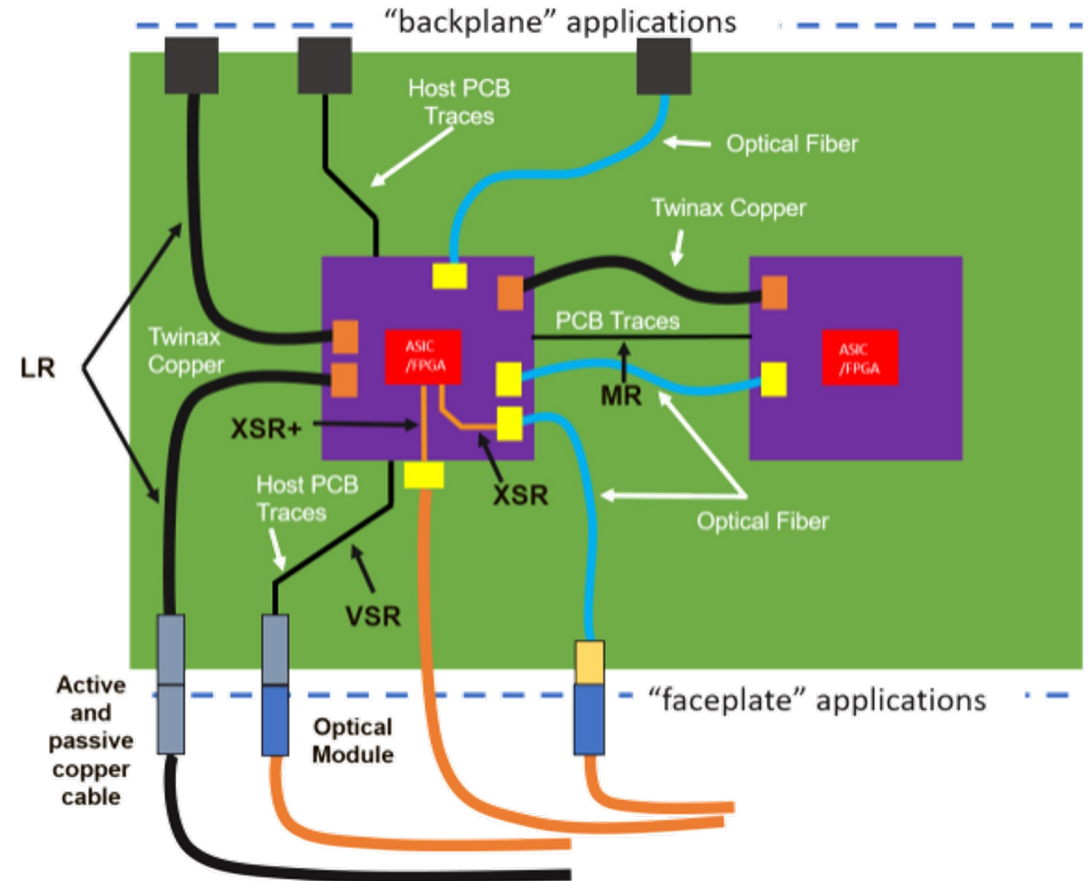 “backplane” applications
Host PCB
Traces
Optical Fiber
Twinax Copper
PCB Traces
ASIC
/FPGA
ASIC
/FPGA
Twinax
Copper
LR
MR
XSR+
XSR
Host PCB
Traces
Optical Fiber
VSR
Active
and
passive
copper
cable
Optical
Module
“faceplate” applications